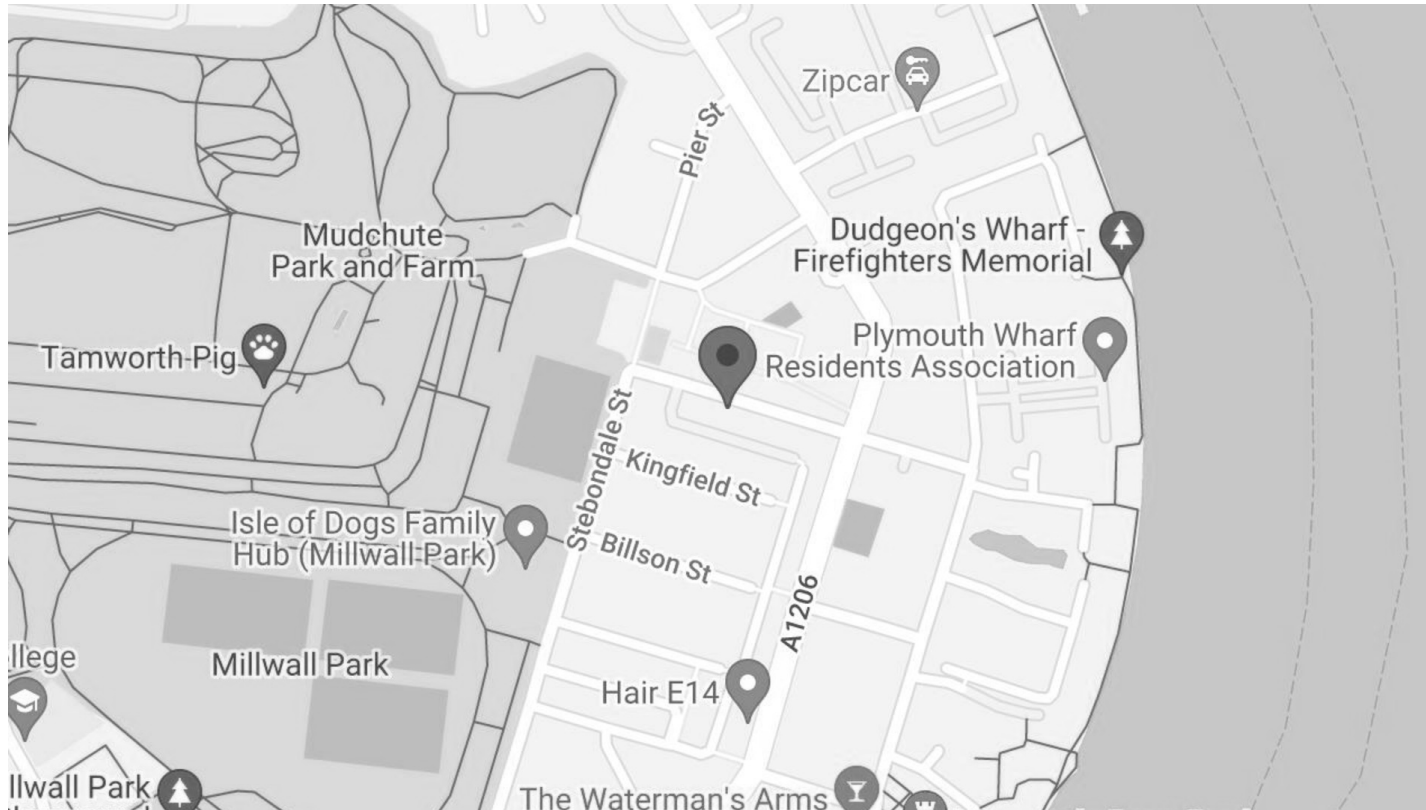 Zipcar
Pier St
Dudgeon's Wharf -
Firefighters Memorial
Mudchute
Park and Farm
Plymouth Wharf
Residents Association
Tamworth Pig
Stebondale St
Kingfield St
Isle of Dogs Family
Hub (Millwall Park)
Billson St
A1206
llege
Millwall Park
Hair E14
llwall Park
The Waterman's Arms